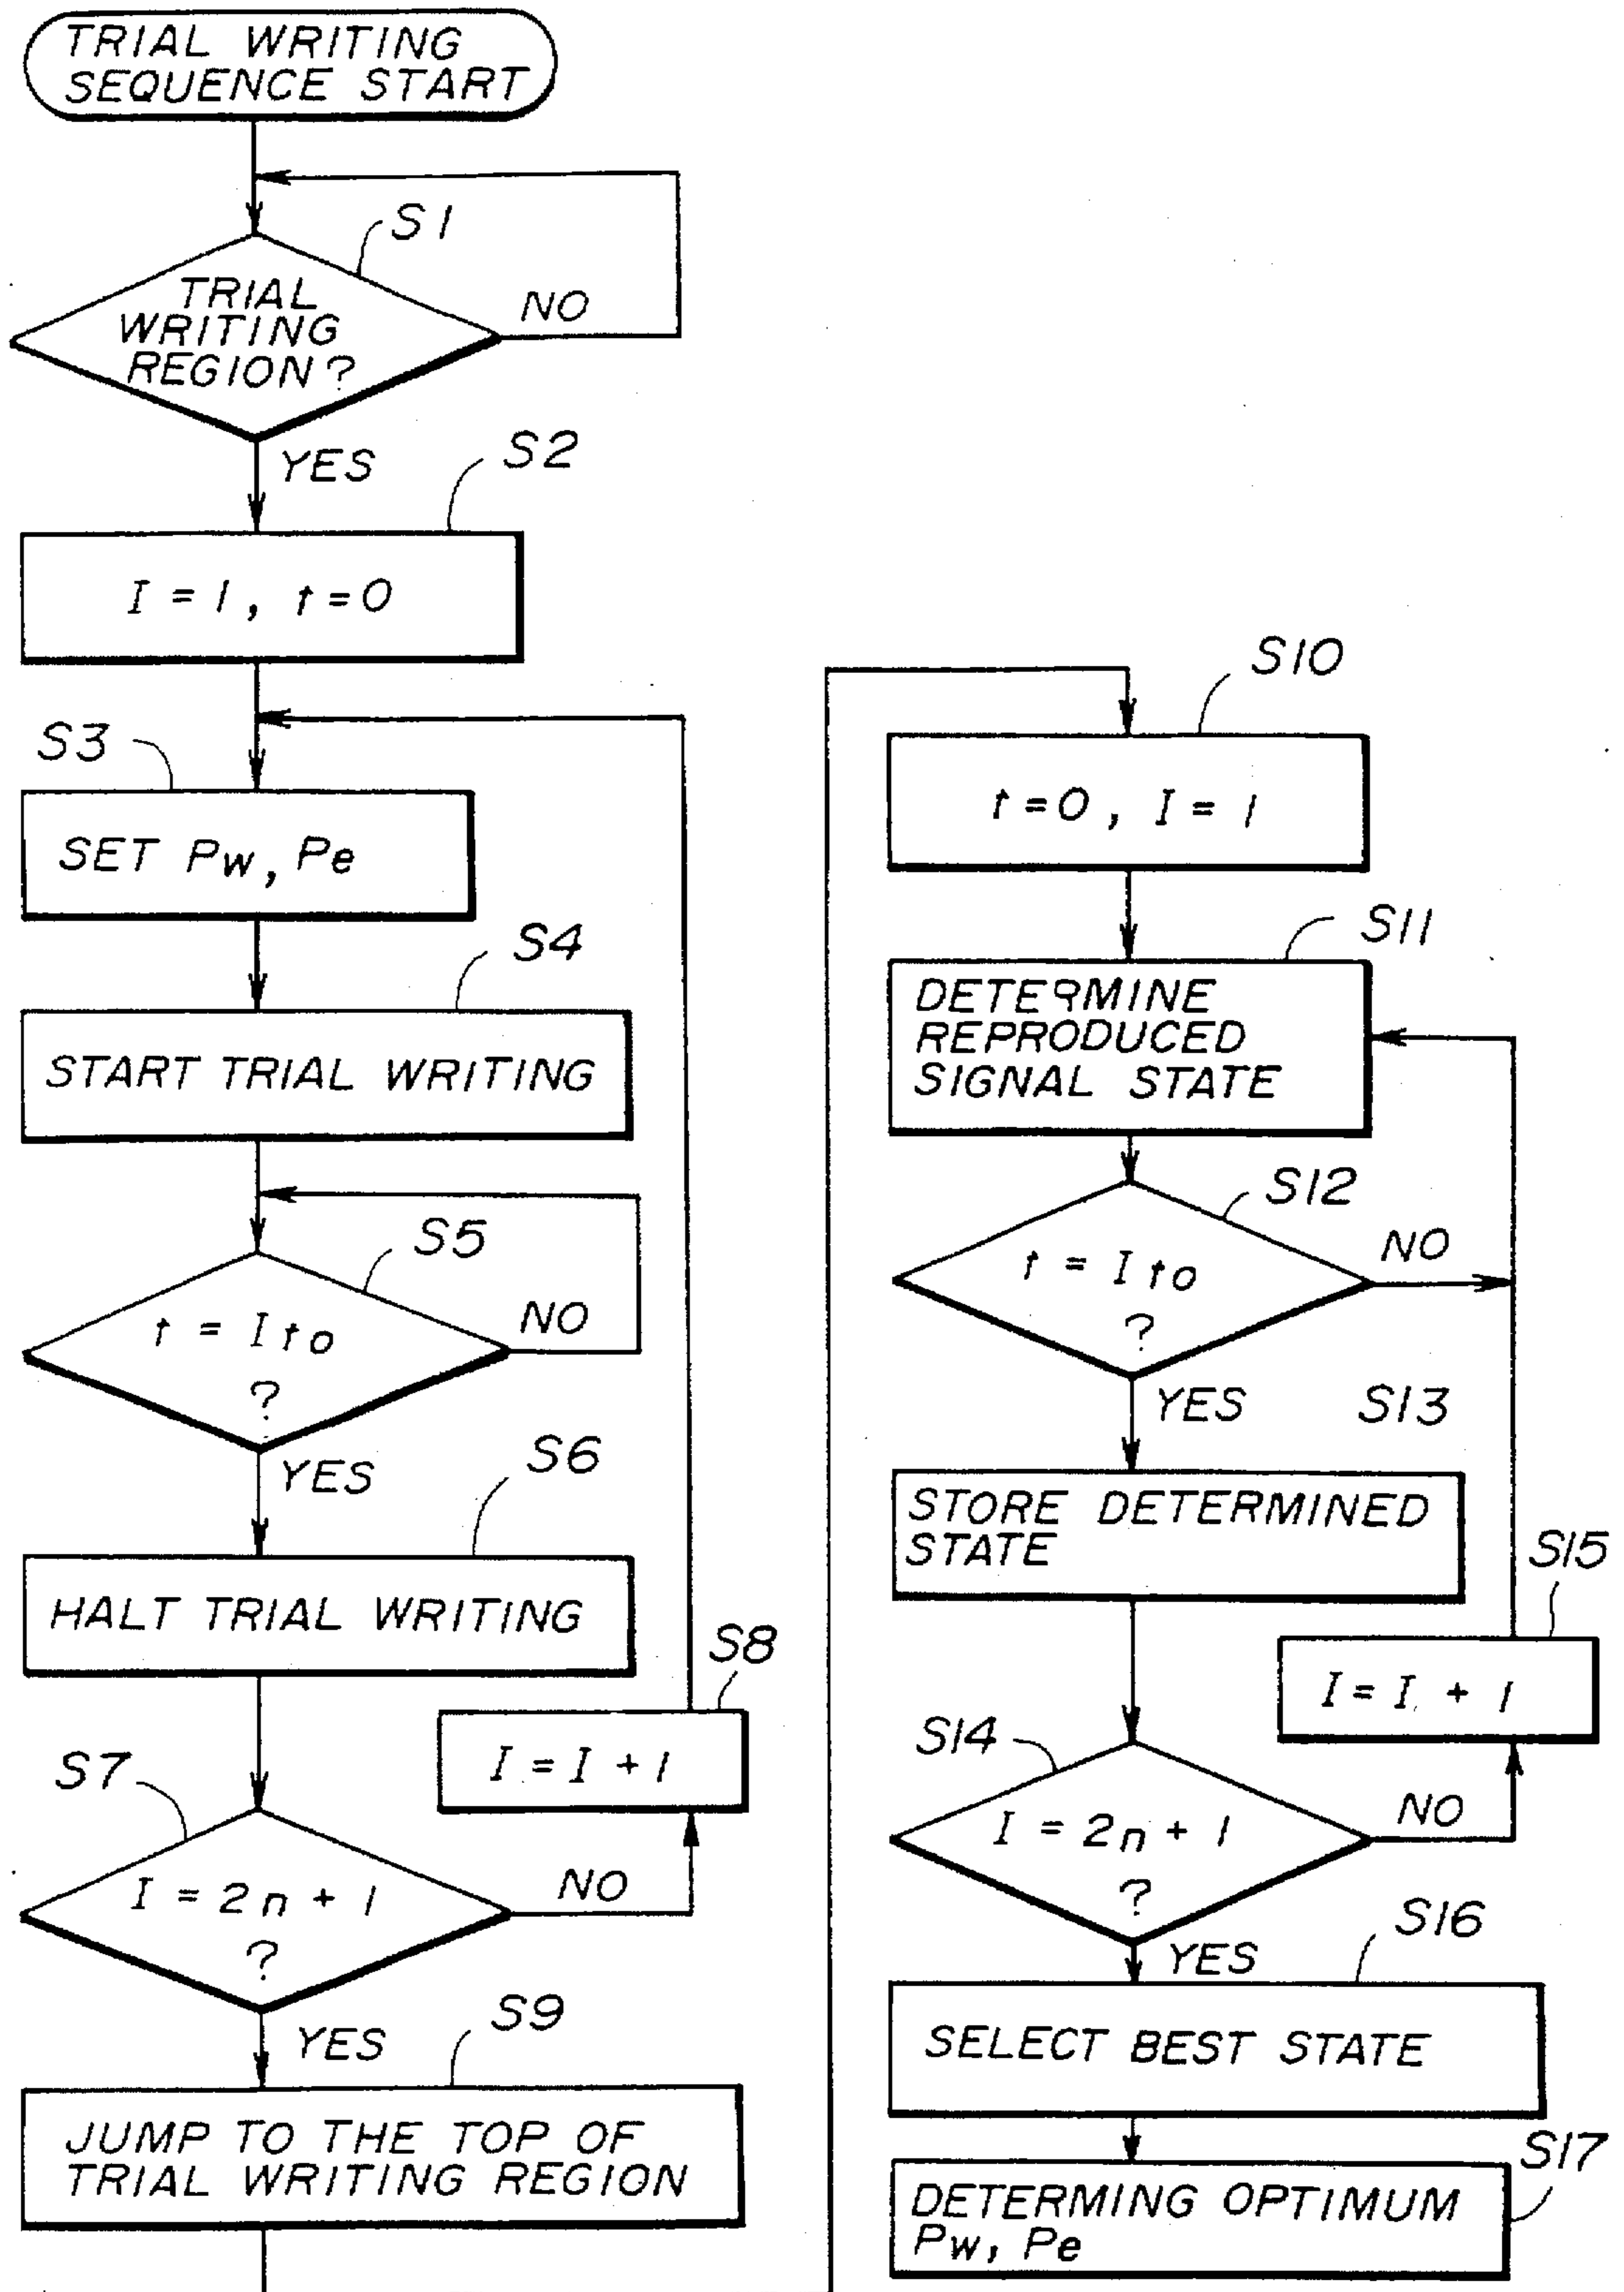 TRIAL WRITING
SEQUENCE START
S1
TRIAL
WRITING
REGION?
NO
YES
S2
I = 1, t = 0
S3
SET Pw, Pe
S4
START TRIAL WRITING
S5
t = I to
?
NO
YES
S6
HALT TRIAL WRITING
S8
I = I + 1
S7
I = 2n + 1
?
NO
YES
S9
JUMP TO THE TOP OF
TRIAL WRITING REGION
S10
t = 0, I = 1
S11
DETERMINE
REPRODUCED
SIGNAL STATE
S12
t = I to
?
NO
YES
S13
STORE DETERMINED
STATE
S15
I = I + 1
S14
I = 2n + 1
?
NO
YES
S16
SELECT BEST STATE
S17
DETERMING OPTIMUM
Pw, Pe